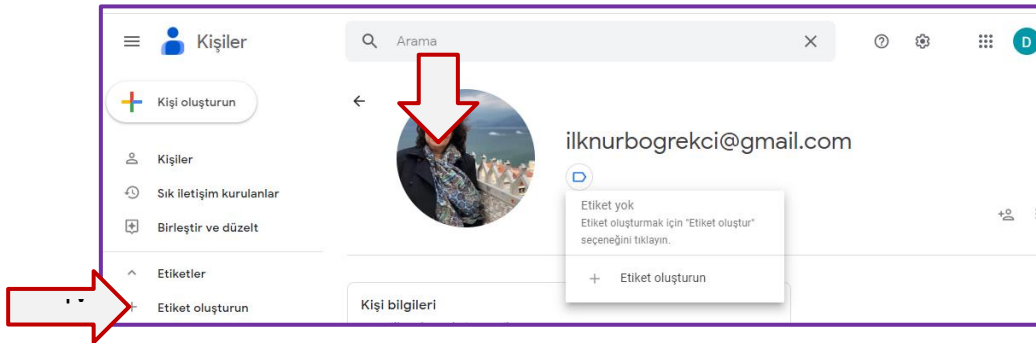 Kişiler
Arama
D
Kişi oluşturun
ilknurbogrekci@gmail.com
Kişiler
Sık iletişim kurulanlar
Birleştir ve düzelt
Etiket yok
Etiket oluşturmak için "Etiket oluştur"
seçeneğini tıklayın.
Etiket oluşturun
Etiketler
Etiket oluşturun
Kişi bilgileri